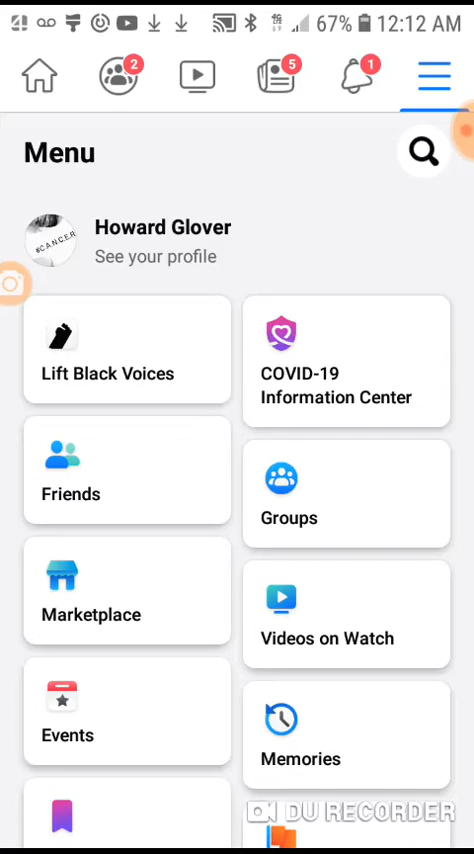 67% 12:12 AM
2
5
1
Menu
Howard Glover
#C.A.N.C.E.R
See your profile
Lift Black Voices
COVID-19
Information Center
Friends
Groups
Marketplace
Videos on Watch
Events
Memories
DU RECORDER